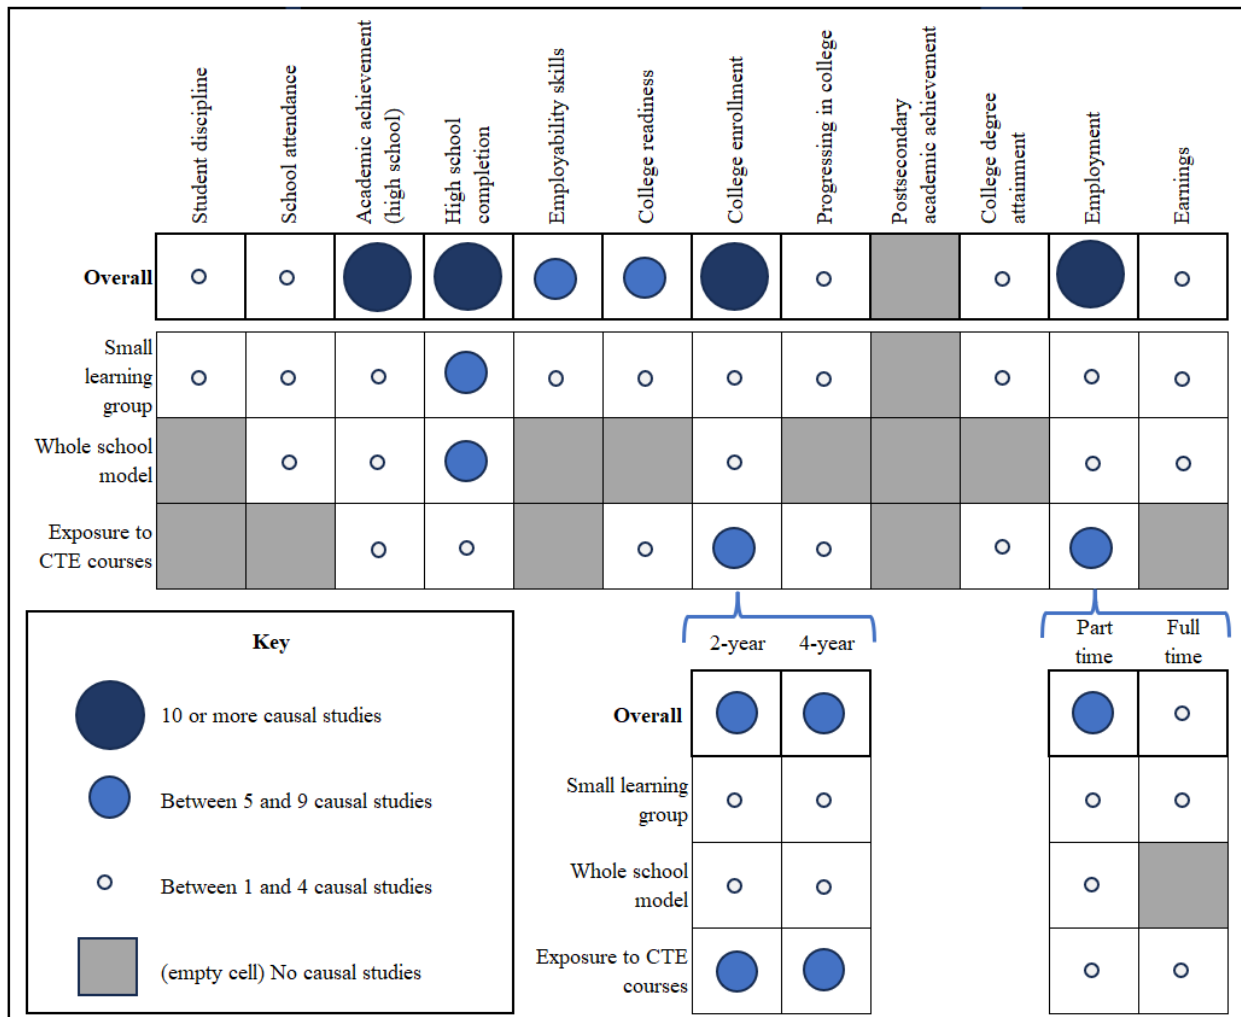 Student discipline
School attendance
Academic achievement
(high school)
High school
completion
Employability skills
College readiness
College enrollment
Progressing in college
Postsecondary
academic achievement
College degree
attainment
Employment
Earnings
Overall
Small
learning
group
Whole school
model
Exposure to
CTE courses
Key
10 or more causal studies
Between 5 and 9 causal studies
Between 1 and 4 causal studies
(empty cell) No causal studies
2-year
4-year
Overall
Small learning
group
Whole school
model
Exposure to CTE
courses
Part
time
Full
time